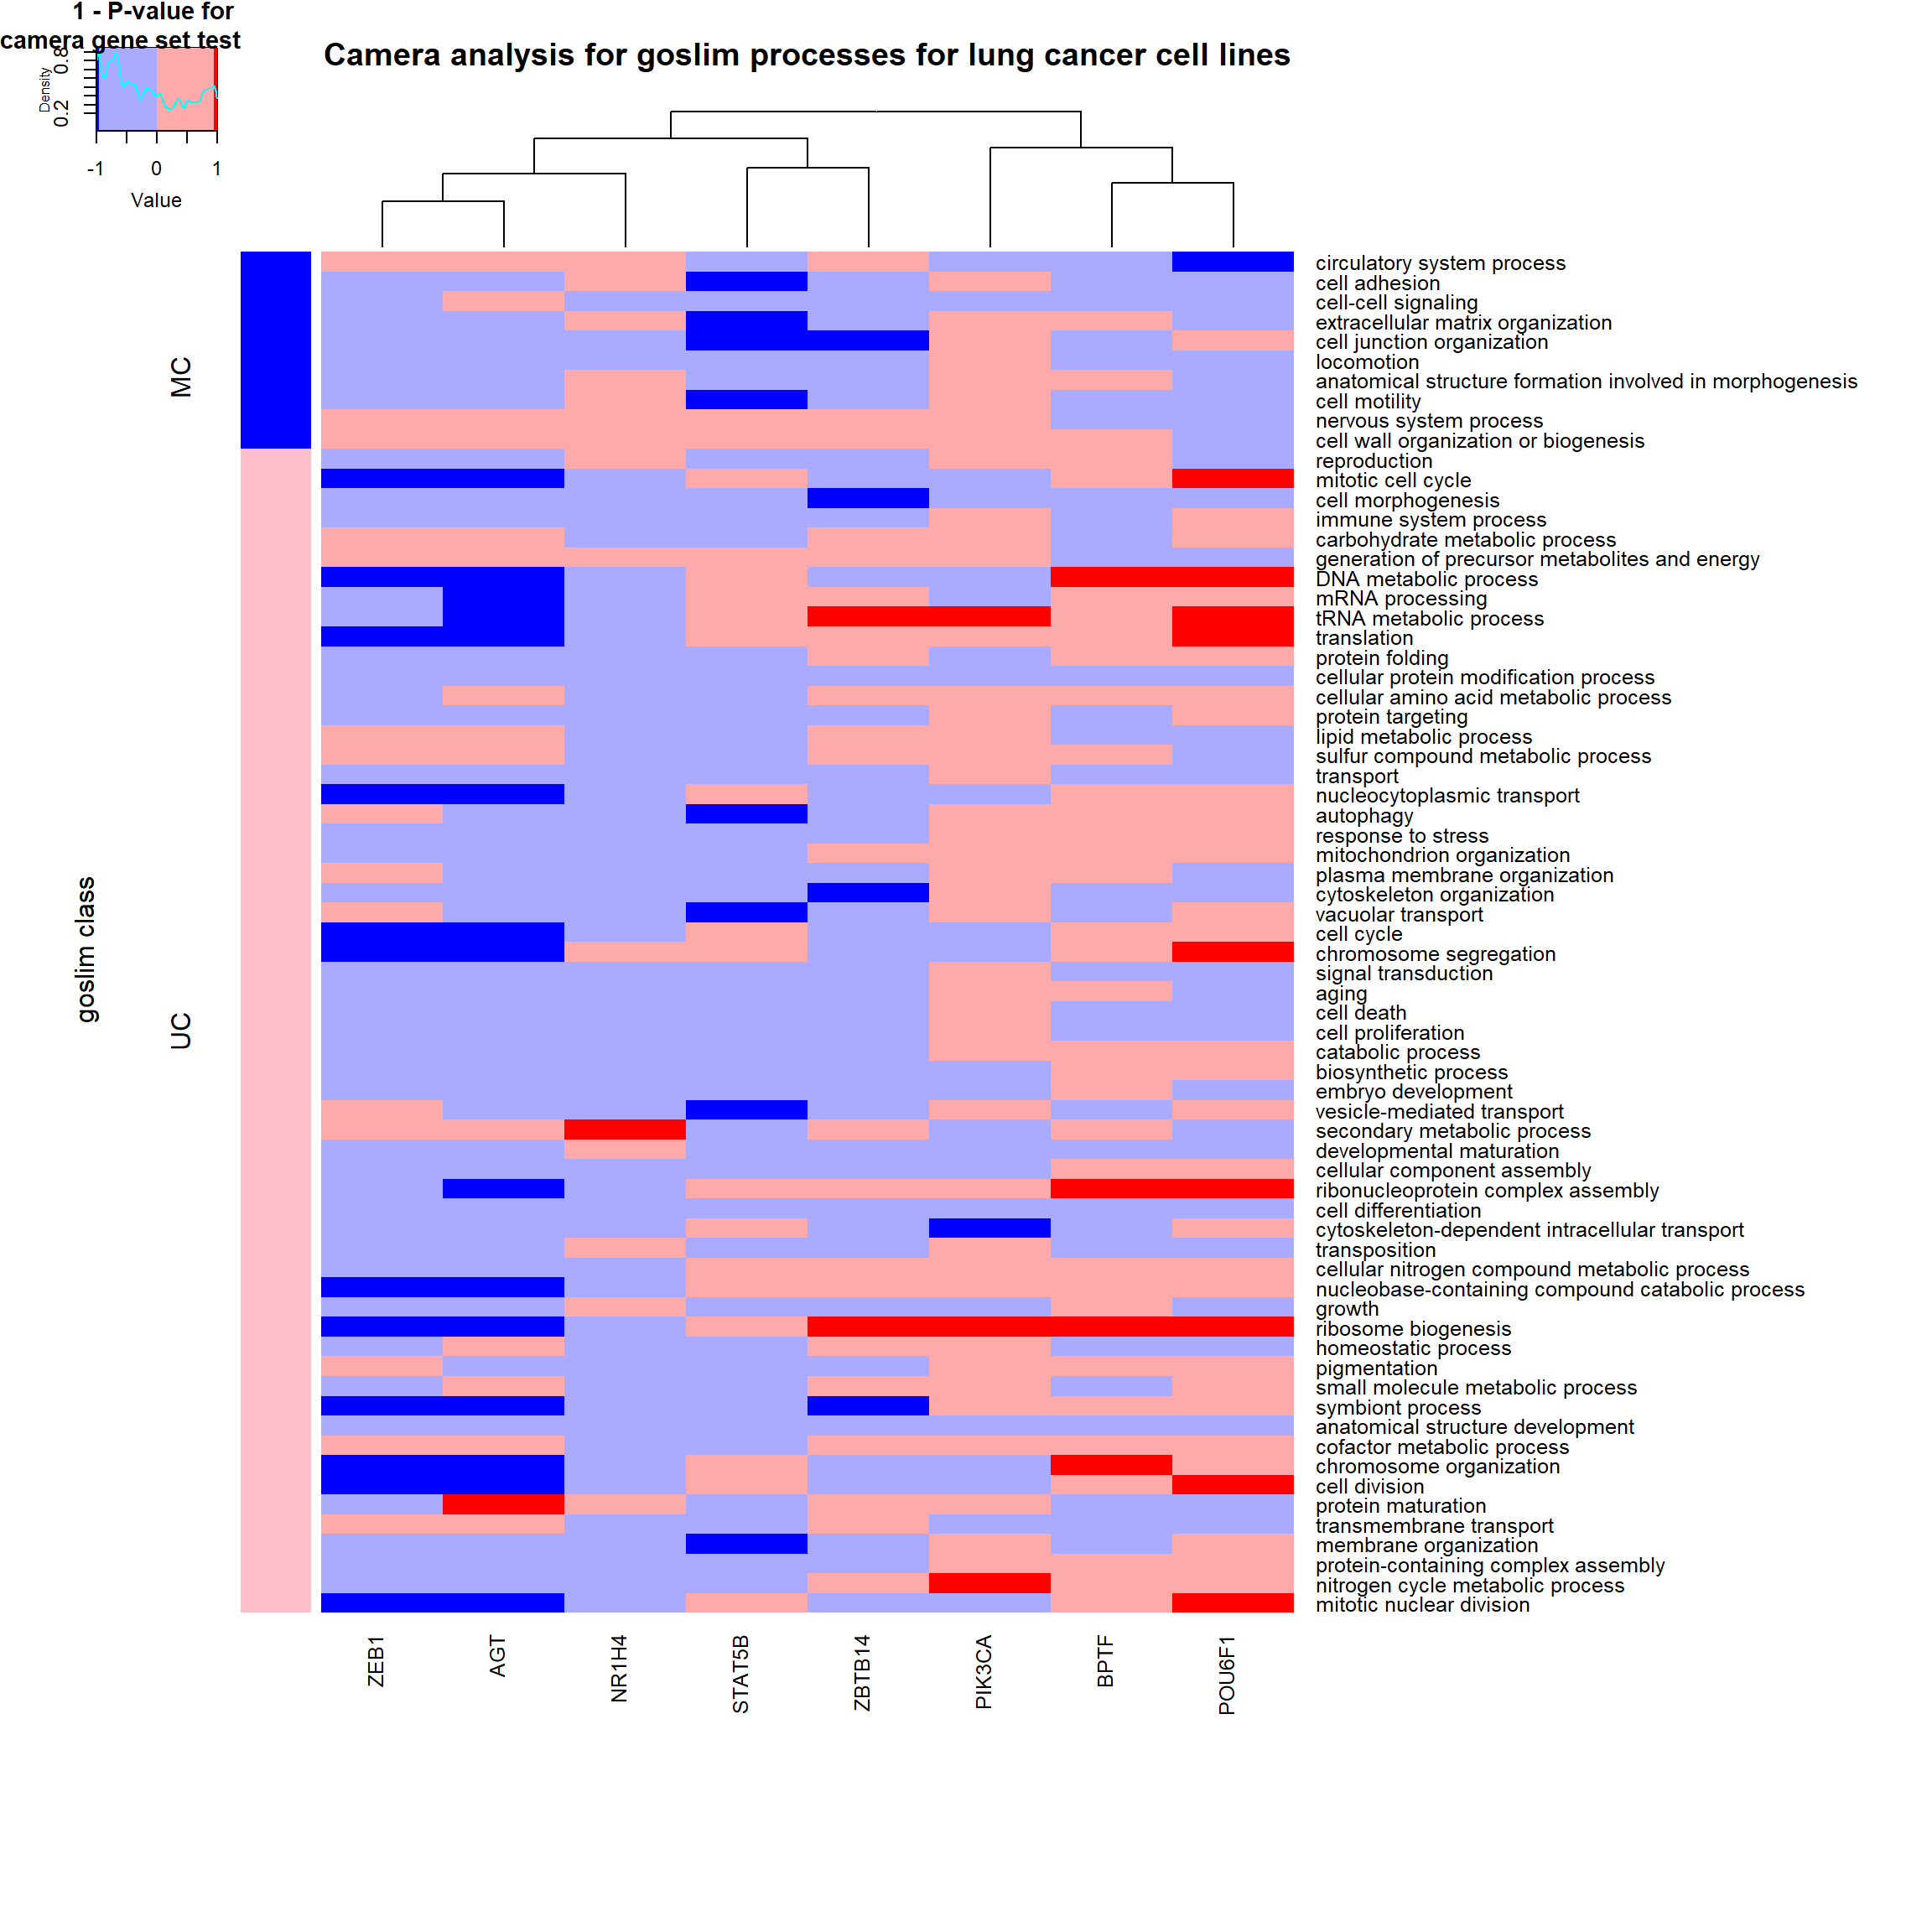 1 - P-value for
camera gene set test
Density
0.2
0.8
-1 0 1
Value
Camera analysis for goslim processes for lung cancer cell lines
goslim class
MC
UC
circulatory system process
cell adhesion
cell-cell signaling
extracellular matrix organization
cell junction organization
locomotion
anatomical structure formation involved in morphogenesis
cell motility
nervous system process
cell wall organization or biogenesis
reproduction
mitotic cell cycle
cell morphogenesis
immune system process
carbohydrate metabolic process
generation of precursor metabolites and energy
DNA metabolic process
mRNA processing
tRNA metabolic process
translation
protein folding
cellular protein modification process
cellular amino acid metabolic process
protein targeting
lipid metabolic process
sulfur compound metabolic process
transport
nucleocytoplasmic transport
autophagy
response to stress
mitochondrion organization
plasma membrane organization
cytoskeleton organization
vacuolar transport
cell cycle
chromosome segregation
signal transduction
aging
cell death
cell proliferation
catabolic process
biosynthetic process
embryo development
vesicle-mediated transport
secondary metabolic process
developmental maturation
cellular component assembly
ribonucleoprotein complex assembly
cell differentiation
cytoskeleton-dependent intracellular transport
transposition
cellular nitrogen compound metabolic process
nucleobase-containing compound catabolic process
growth
ribosome biogenesis
homeostatic process
pigmentation
small molecule metabolic process
symbiont process
anatomical structure development
cofactor metabolic process
chromosome organization
cell division
protein maturation
transmembrane transport
membrane organization
protein-containing complex assembly
nitrogen cycle metabolic process
mitotic nuclear division
ZEB1
AGT
NR1H4
STAT5B
ZBTB14
PIK3CA
BPTF
POU6F1